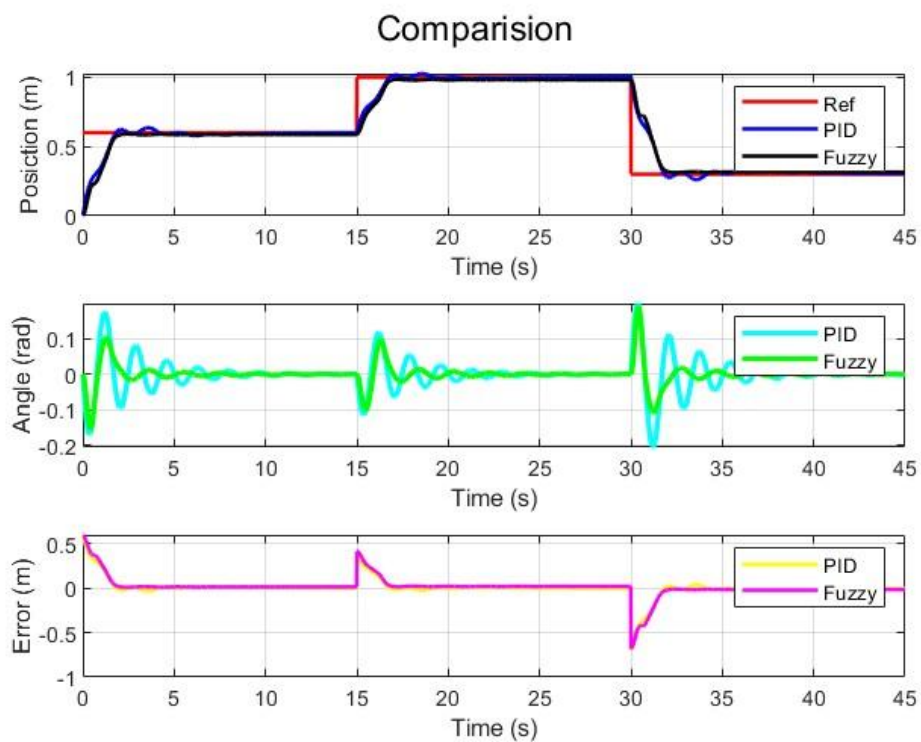 Comparision
Posiction (m)
1
0.5
0
Ref
PID
Fuzzy
0 5 10 15 20 25 30 35 40 45
Time (s)
Angle (rad)
0.1
0
-0.1
-0.2
PID
Fuzzy
0 5 10 15 20 25 30 35 40 45
Time (s)
Error (m)
0.5
0
-0.5
-1
PID
Fuzzy
0 5 10 15 20 25 30 35 40 45
Time (s)